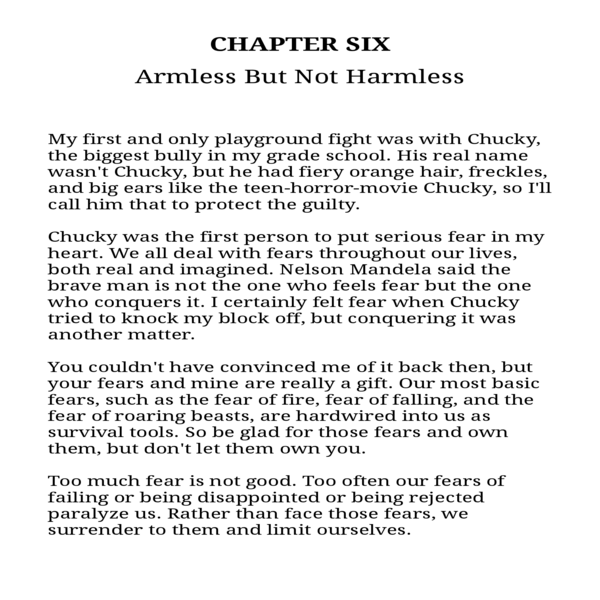 CHAPTER SIX
Armless But Not Harmless
My first and only playground fight was with Chucky,
the biggest bully in my grade school. His real name
wasn't Chucky, but he had fiery orange hair, freckles,
and big ears like the teen-horror-movie Chucky, so I'll
call him that to protect the guilty.
Chucky was the first person to put serious fear in my
heart. We all deal with fears throughout our lives,
both real and imagined. Nelson Mandela said the
brave man is not the one who feels fear but the one
who conquers it. I certainly felt fear when Chucky
tried to knock my block off, but conquering it was
another matter.
You couldn't have convinced me of it back then, but
your fears and mine are really a gift. Our most basic
fears, such as the fear of fire, fear of falling, and the
fear of roaring beasts, are hardwired into us as
survival tools. So be glad for those fears and own
them, but don't let them own you.
Too much fear is not good. Too often our fears of
failing or being disappointed or being rejected
paralyze us. Rather than face those fears, we
surrender to them and limit ourselves.